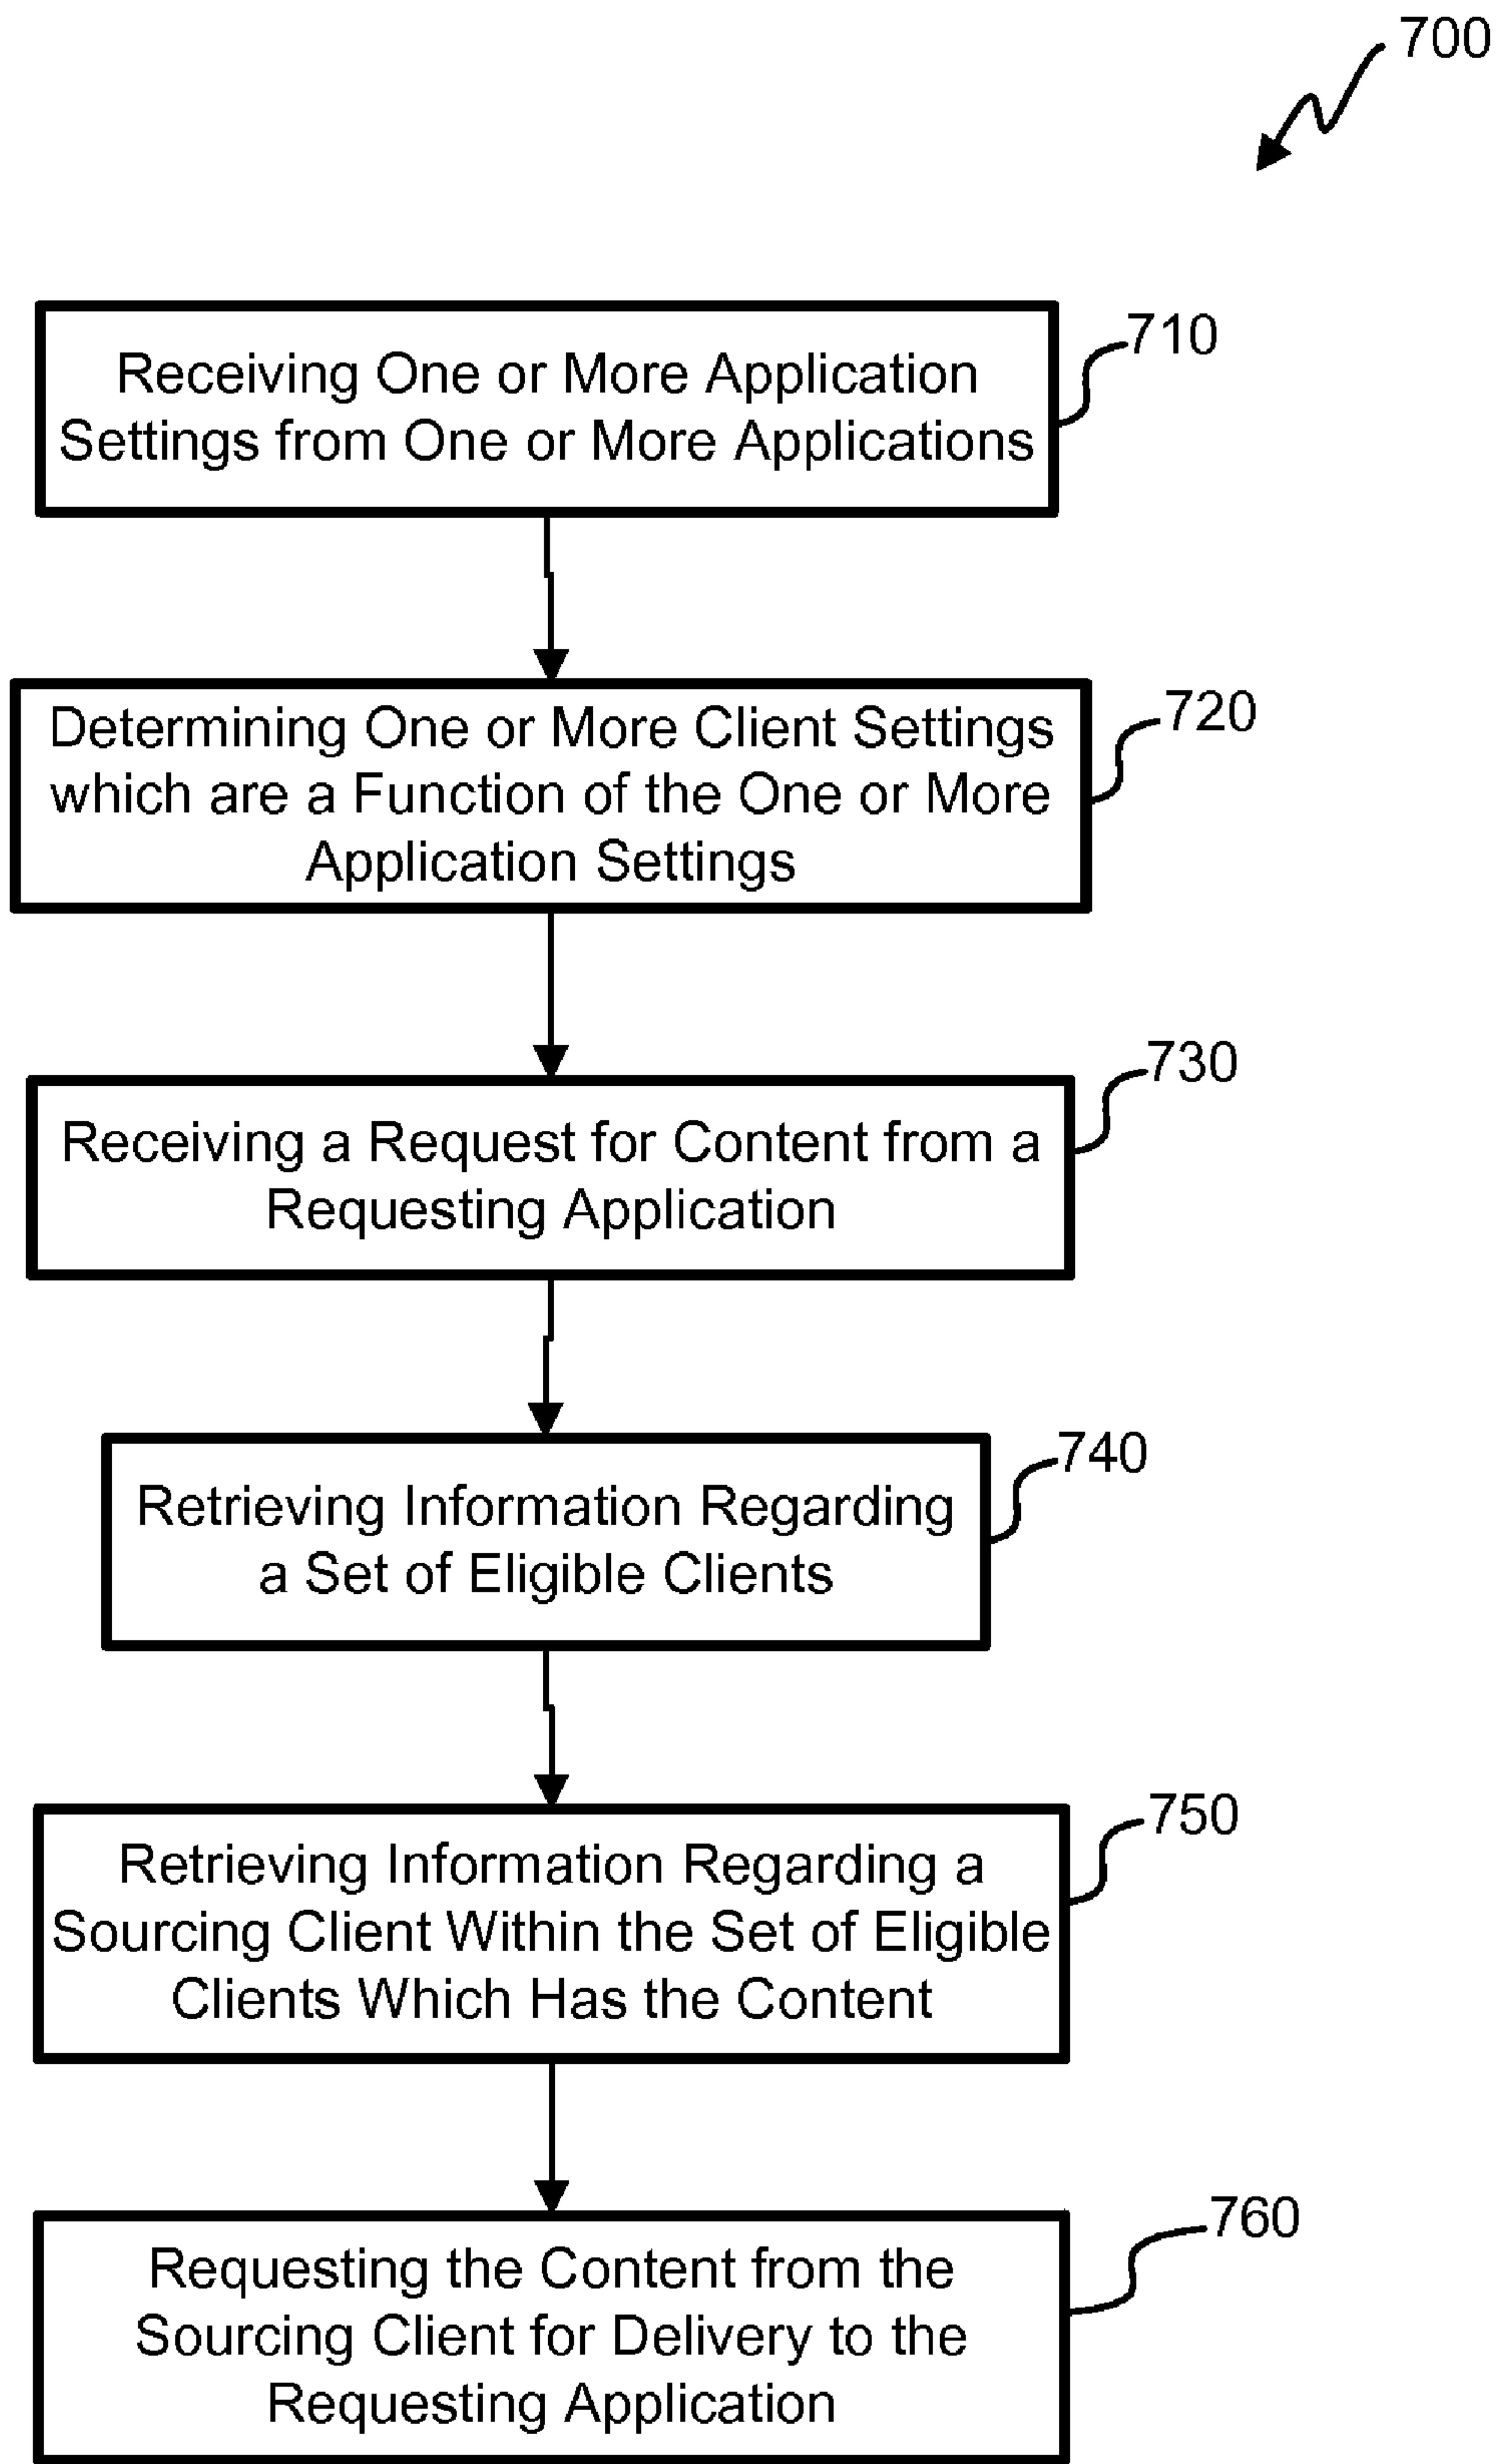 700
710
Receiving One or More Application
Settings from One or More Applications
720
Determining One or More Client Settings
which are a Function of the One or More
Application Settings
730
Receiving a Request for Content from a
Requesting Application
740
Retrieving Information Regarding
a Set of Eligible Clients
750
Retrieving Information Regarding a
Sourcing Client Within the Set of Eligible
Clients Which Has the Content
760
Requesting the Content from the
Sourcing Client for Delivery to the
Requesting Application